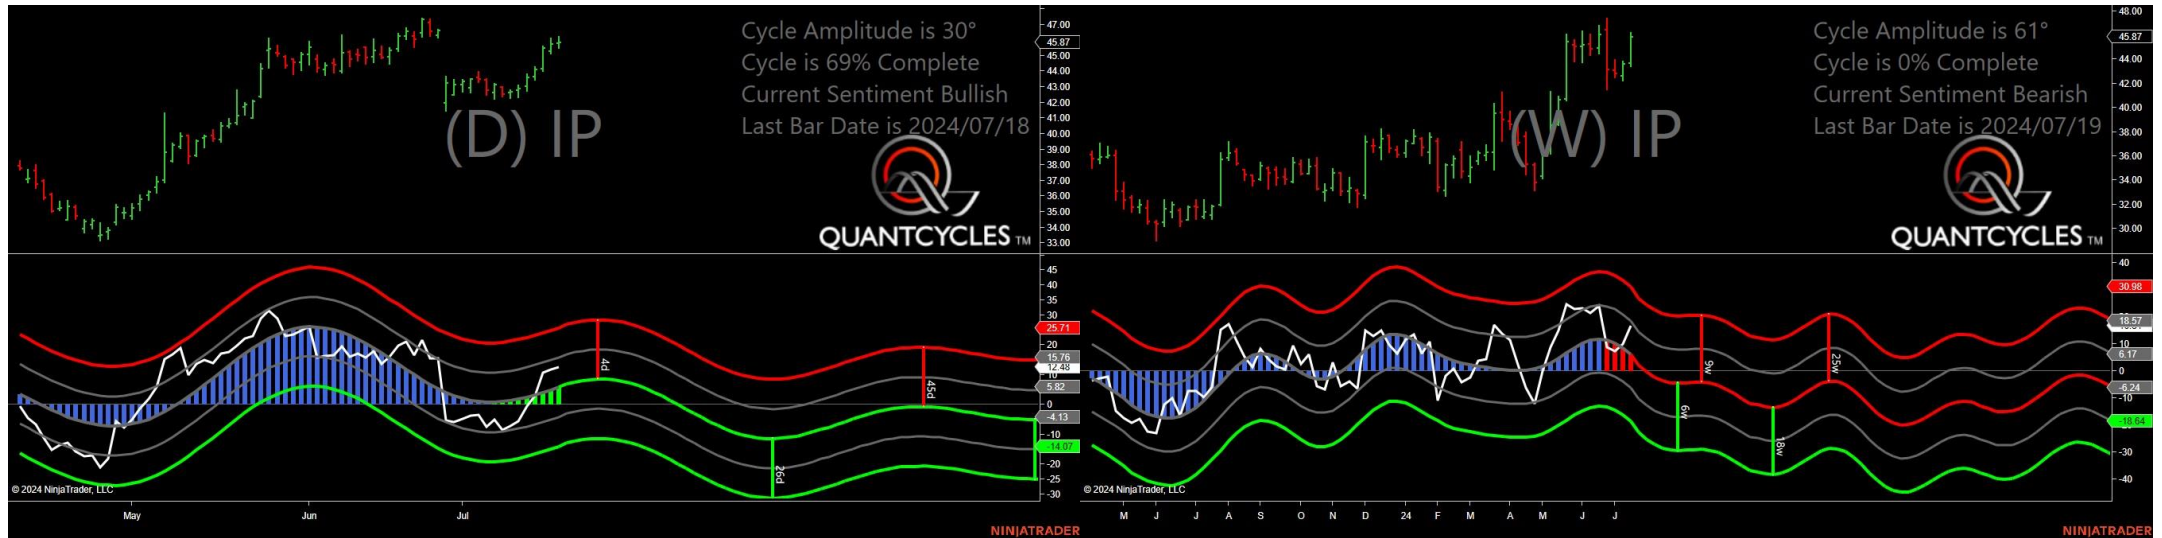 Cycle Amplitude is 30°
Cycle is 69% Complete
Current Sentiment Bullish
Last Bar Date is 2024/07/18
(D) IP
QUANTCYCLES TM
47.00
45.87
45.00
44.00
43.00
42.00
41.00
40.00
39.00
38.00
37.00
36.00
35.00
34.00
33.00
45
40
35
30
25.71
20
15.76
12.48
10
5.82
0
-4.13
-10
-14.07
-20
-25
-30
4d
26d
45d
© 2024 NinjaTrader, LLC
May Jun Jul
NINJATRADER
Cycle Amplitude is 61°
Cycle is 0% Complete
Current Sentiment Bearish
Last Bar Date is 2024/07/19
(W) IP
QUANTCYCLES TM
48.00
45.87
44.00
42.00
40.00
38.00
36.00
34.00
32.00
30.00
40
30.98
18.57
10
6.17
0
-6.24
-10
-18.64
-30
-40
9w
6w
18w
25w
© 2024 NinjaTrader, LLC
M J J A S O N D 24 F M A M J J
NINJATRADER